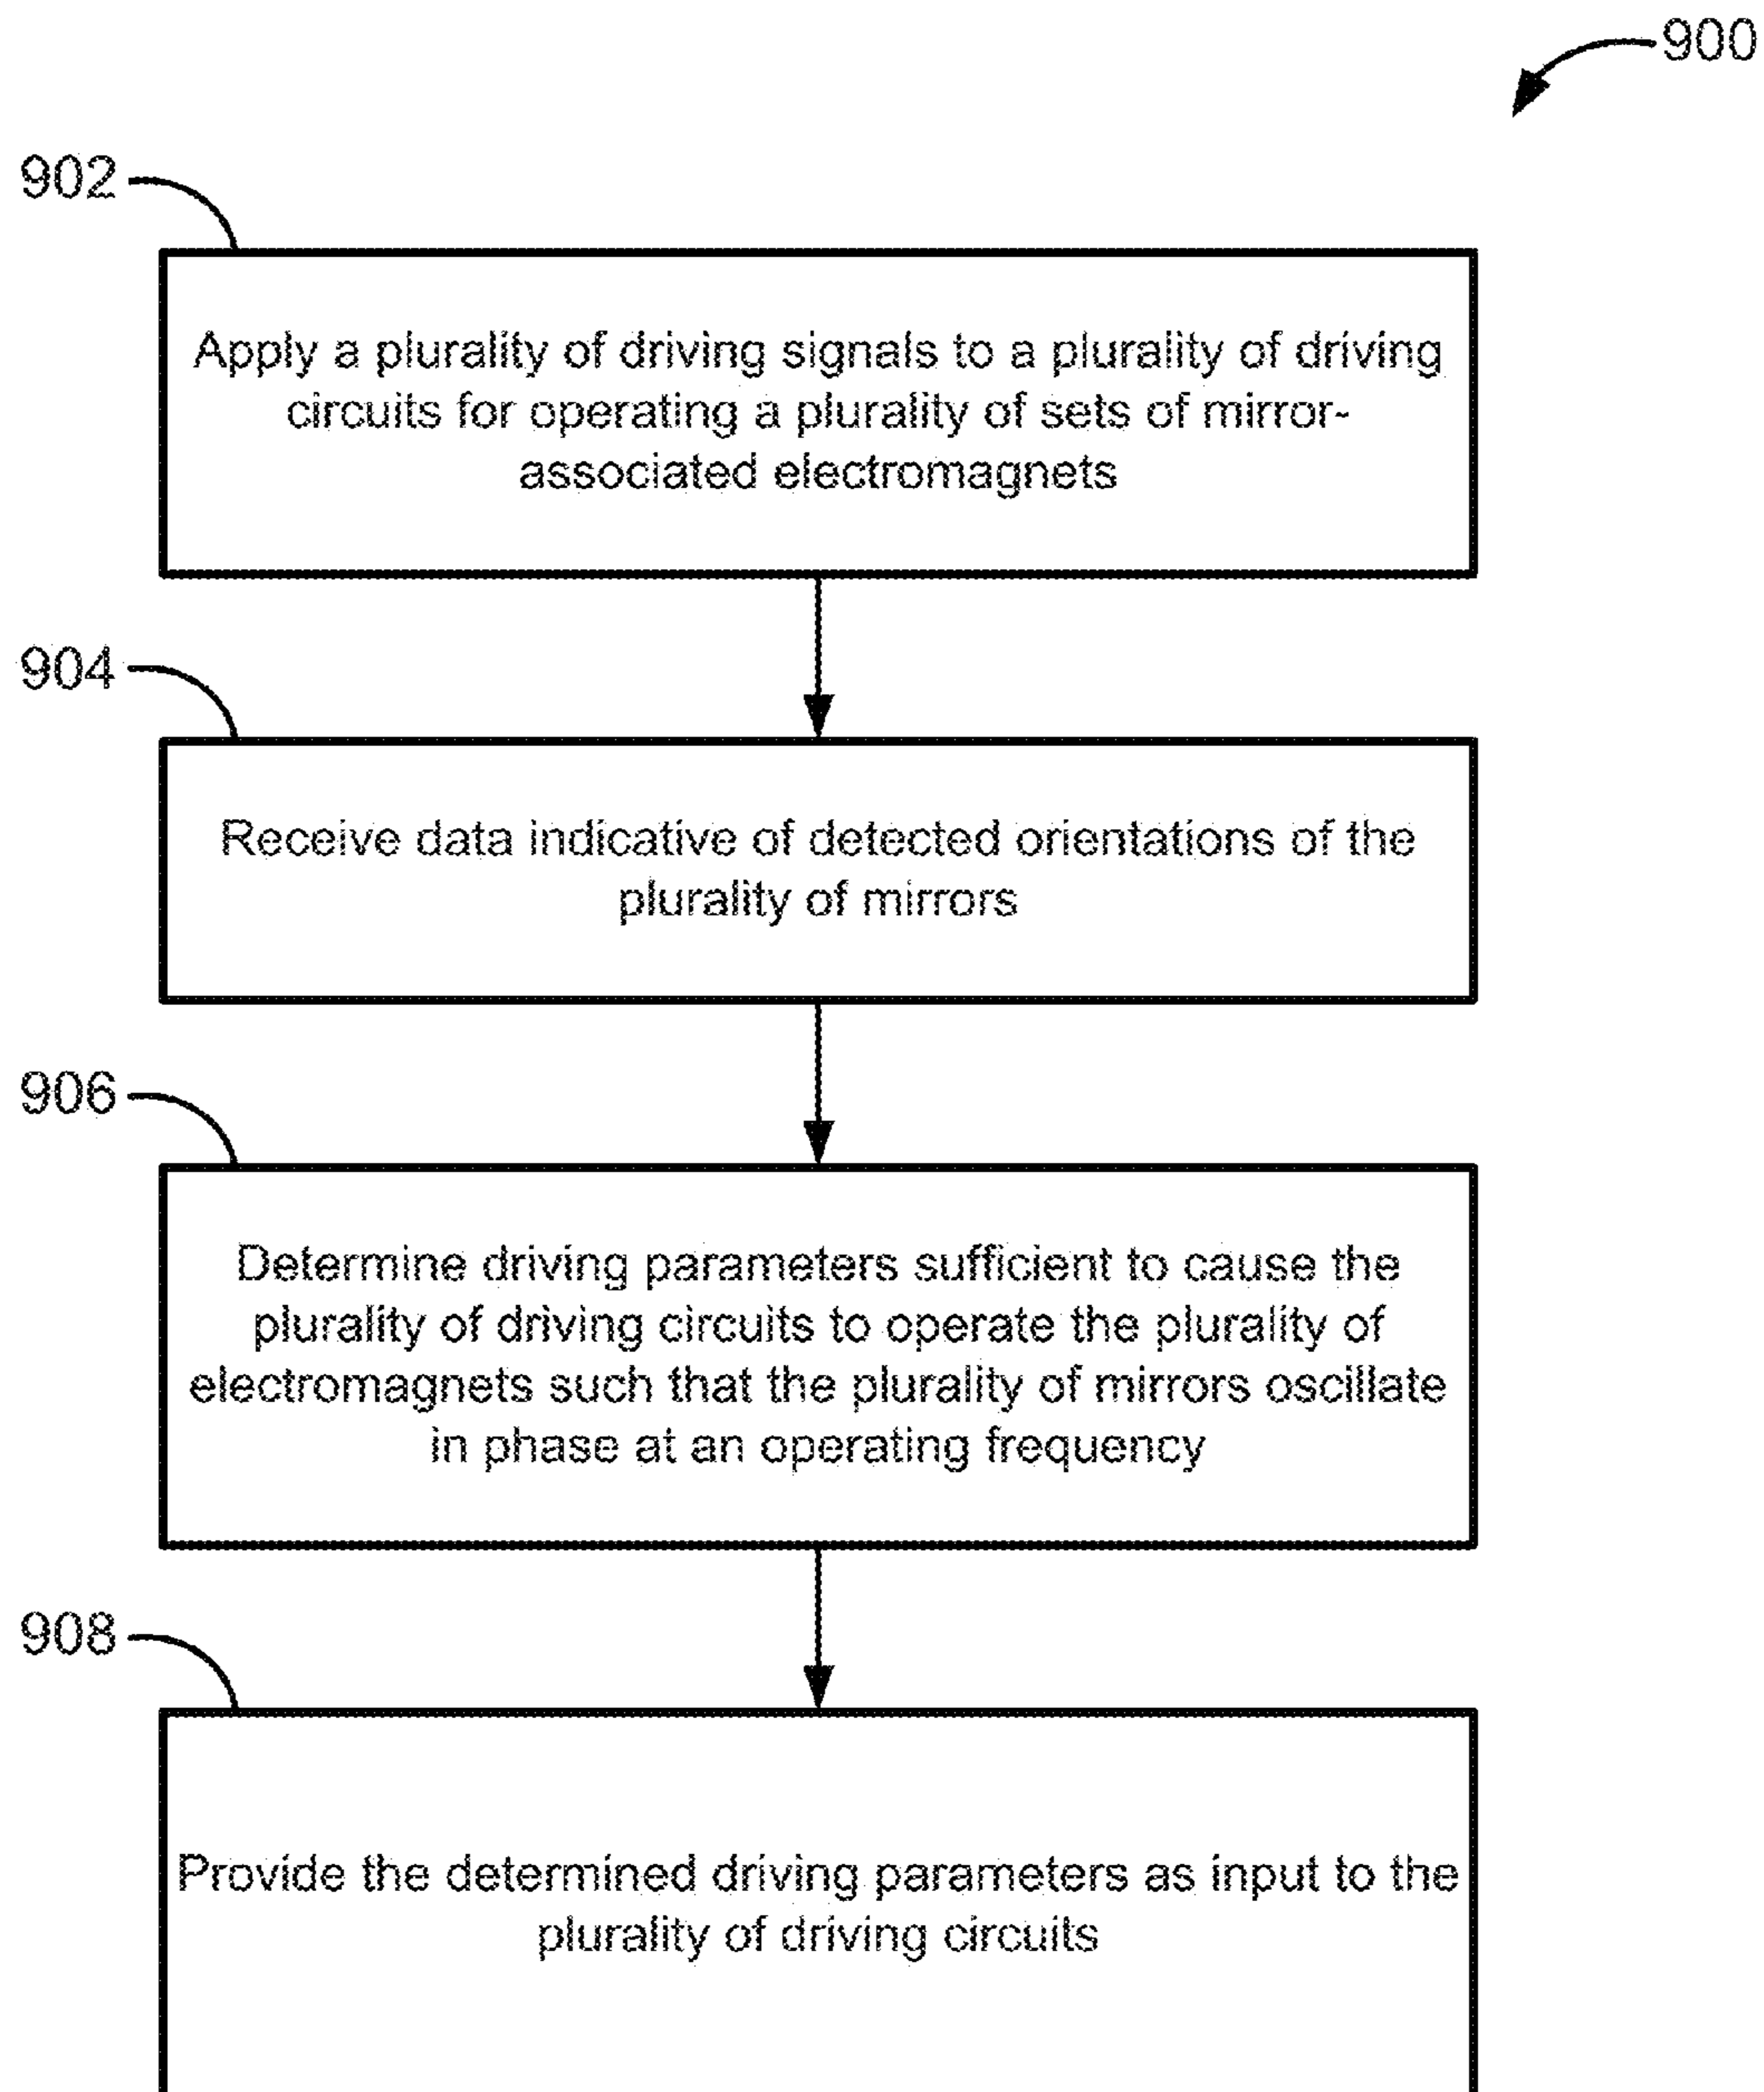 900
902
Apply a plurality of driving signals to a plurality of driving
circuits for operating a plurality of sets of mirror-
associated electromagnets
904
Receive data indicative of detected orientations of the
plurality of mirrors
906
Determine driving parameters sufficient to cause the
plurality of driving circuits to operate the plurality of
electromagnets such that the plurality of mirrors oscillate
in phase at an operating frequency
908
Provide the determined driving parameters as input to the
plurality of driving circuits